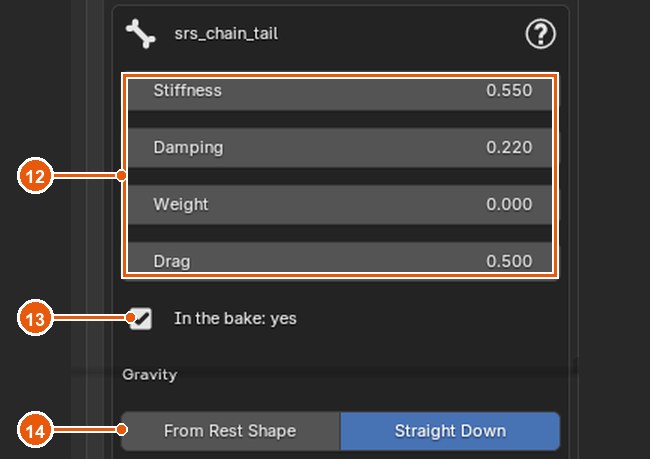 srs_chain_tail
?
Stiffness 0.550
Damping 0.220
12
Weight 0.000
Drag 0.500
13
In the bake: yes
Gravity
14
From Rest Shape Straight Down